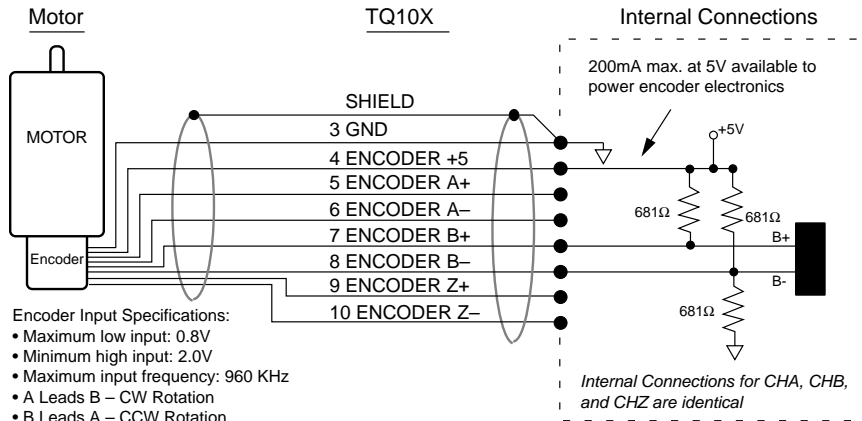 Motor
TQ10X
Internal Connections
200mA max. at 5V available to
power encoder electronics
SHIELD
3 GND
+5V
MOTOR
4 ENCODER +5
5 ENCODER A+
6 ENCODER A–
681Ω
681Ω
7 ENCODER B+
B+
Encoder
8 ENCODER B–
B-
9 ENCODER Z+
10 ENCODER Z–
681Ω
Encoder Input Specifications:
• Maximum low input: 0.8V
• Minimum high input: 2.0V
• Maximum input frequency: 960 KHz
• A Leads B – CW Rotation
• B Leads A – CCW Rotation
Internal Connections for CHA, CHB,
and CHZ are identical